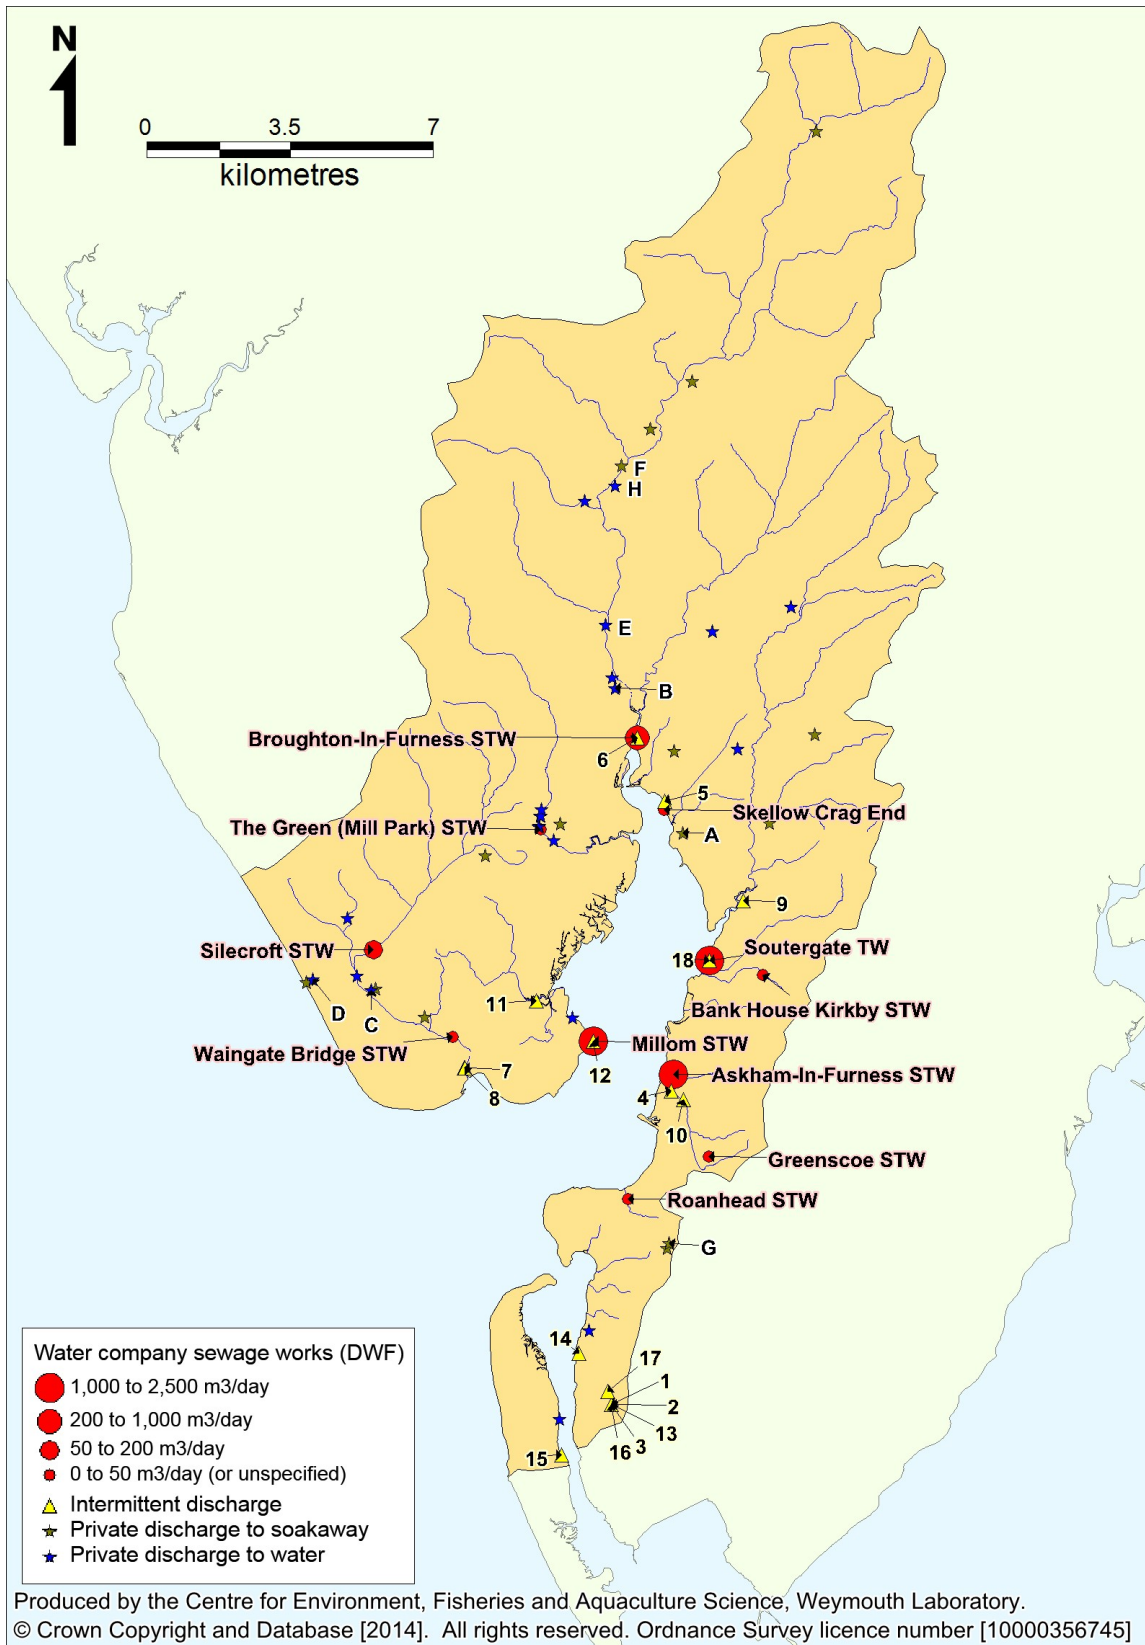 N
0 3.5 7
kilometres
F
H
E
B
Broughton-In-Furness STW
6
5
Skellow Crag End
The Green (Mill Park) STW
A
9
Silecroft STW
18
Soutergate TW
D
C
11
Bank House Kirkby STW
Waingate Bridge STW
Millom STW
12
7
8
Askham-In-Furness STW
4
10
Greenscoe STW
Roanhead STW
G
14
17
1
2
13
3
16
15
Water company sewage works (DWF)
1,000 to 2,500 m3/day
200 to 1,000 m3/day
50 to 200 m3/day
0 to 50 m3/day (or unspecified)
Intermittent discharge
Private discharge to soakaway
Private discharge to water
Produced by the Centre for Environment, Fisheries and Aquaculture Science, Weymouth Laboratory.
© Crown Copyright and Database [2014]. All rights reserved. Ordnance Survey licence number [10000356745]